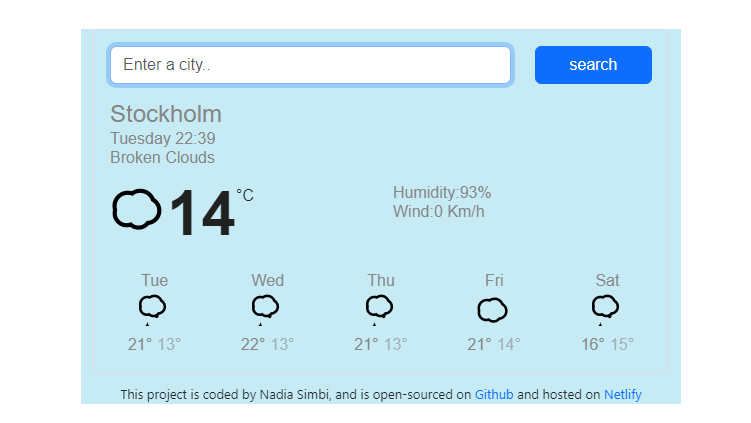 Enter a city..
search
Stockholm
Tuesday 22:39
Broken Clouds
14 °C
Humidity:93%
Wind:0 Km/h
Tue Wed Thu Fri Sat
21° 13° 22° 13° 21° 13° 21° 14° 16° 15°
This project is coded by Nadia Simbi, and is open-sourced on Github and hosted on Netlify